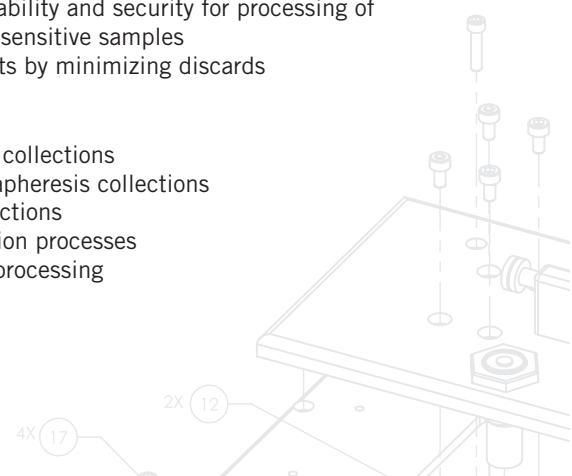 ability and security for processing of
sensitive samples
ts by minimizing discards
collections
apheresis collections
ctions
ion processes
processing
2X 12
4X 17